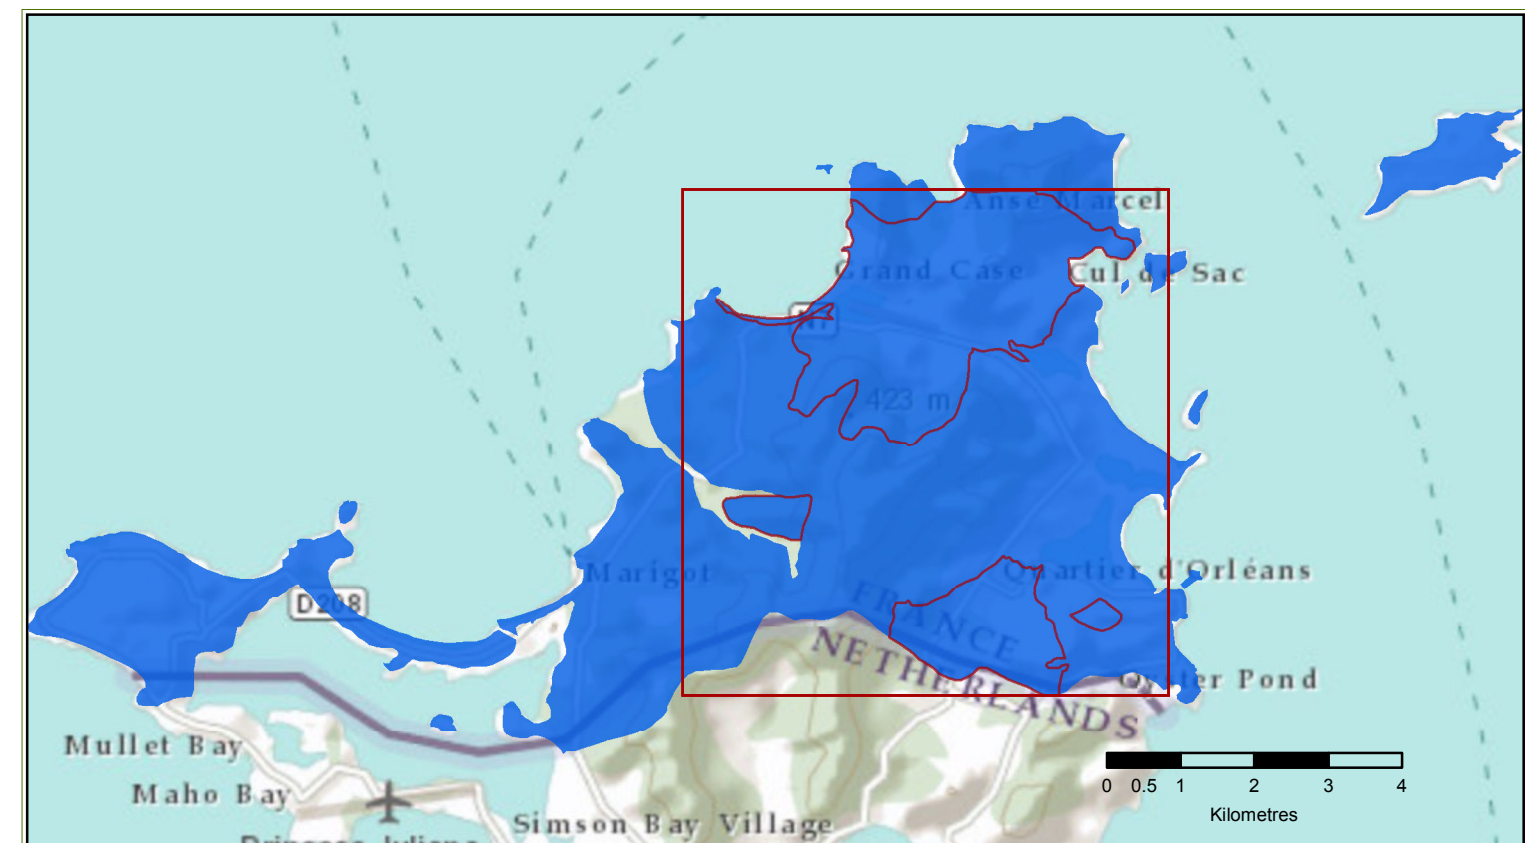 Anse Marcel
Grand Case
Cul de Sac
N7
423 m
Marigot
Quartier d'Orléans
D208
FRANCE
NETHERLANDS
Oyster Pond
Mullet Bay
Maho Bay
Simson Bay Village
0 0.5 1 2 3 4
Kilometres